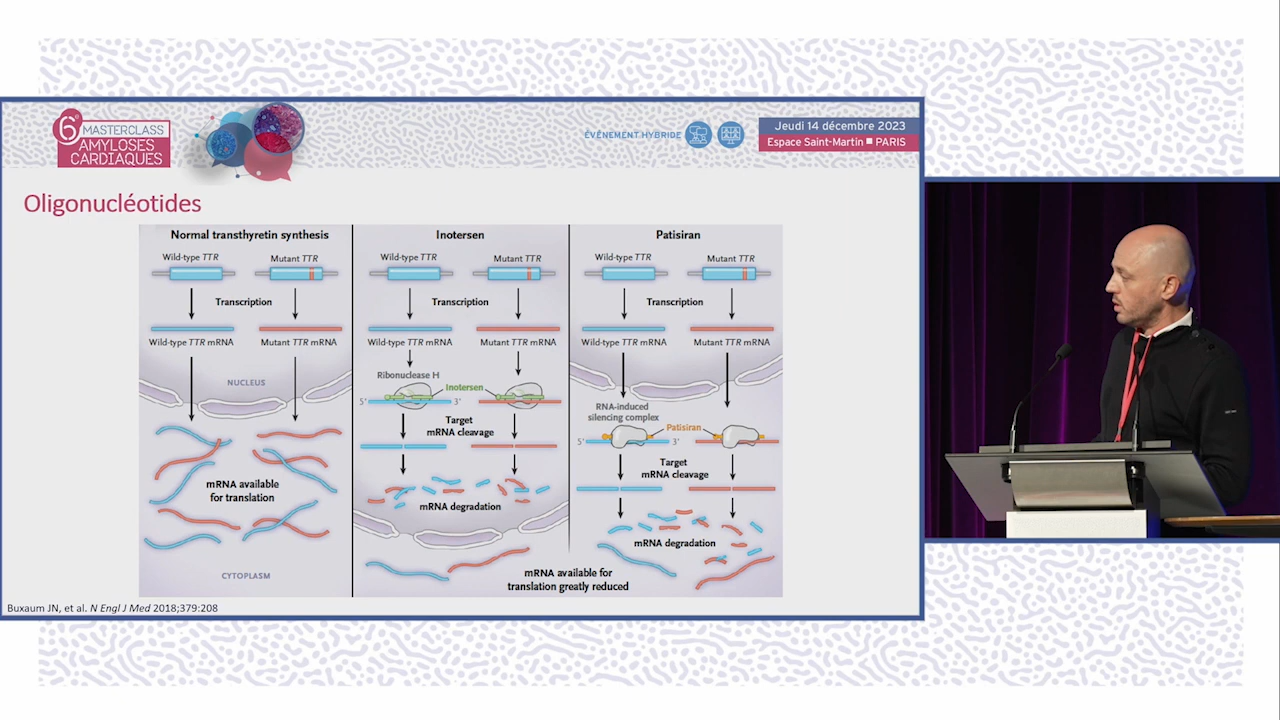 6e MASTERCLASS
AMYLOSES
CARDIAQUES
ÉVÉNEMENT HYBRIDE
Jeudi 14 décembre 2023
Espace Saint-Martin ■ PARIS
Oligonucléotides
Normal transthyretin synthesis
Wild-type TTR
Mutant TTR
Transcription
Wild-type TTR mRNA
Mutant TTR mRNA
NUCLEUS
mRNA available
for translation
CYTOPLASM
Inotersen
Wild-type TTR
Mutant TTR
Transcription
Wild-type TTR mRNA
Mutant TTR mRNA
Ribonuclease H
Inotersen
5'
3'
Target
mRNA cleavage
mRNA degradation
Patisiran
Wild-type TTR
Mutant TTR
Transcription
Wild-type TTR mRNA
Mutant TTR mRNA
RNA-induced
silencing complex
Patisiran
5'
3'
Target
mRNA cleavage
mRNA degradation
mRNA available for
translation greatly reduced
Buxaum JN, et al. N Engl J Med 2018;379:208